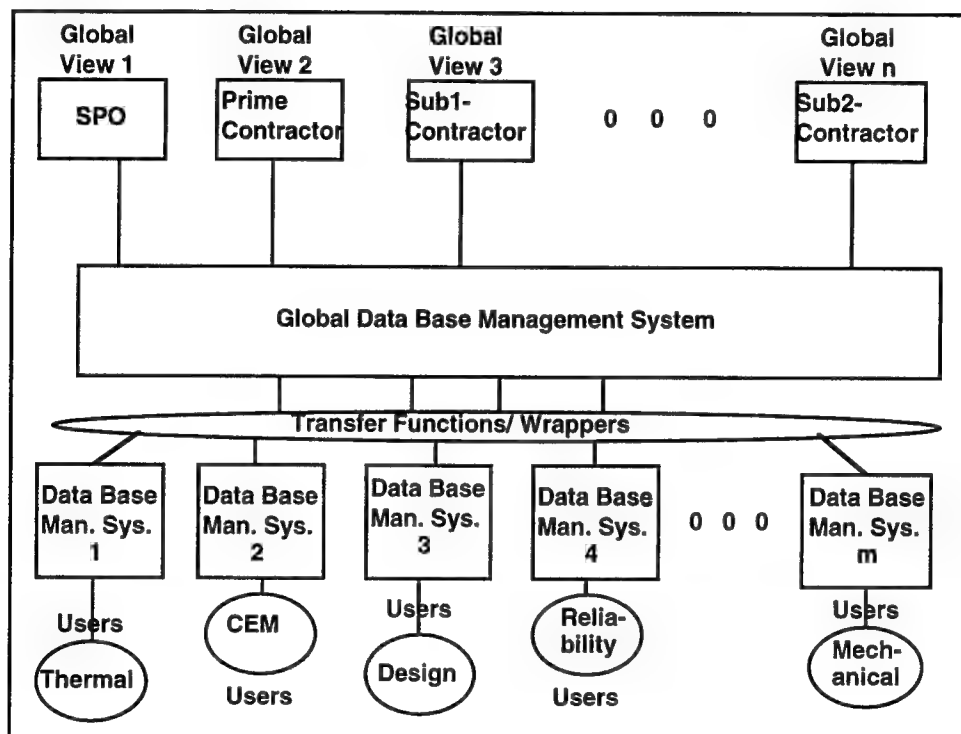 Global
View 1
Global
View 2
Global
View 3
Global
View n
SPO
Prime
Contractor
Sub1-
Contractor
0 0 0
Sub2-
Contractor
Global Data Base Management System
Transfer Functions/ Wrappers
Data Base
Man. Sys.
1
Data Base
Man. Sys.
2
Data Base
Man. Sys.
3
Data Base
Man. Sys.
4
0 0 0
Data Base
Man. Sys.
m
Users
Thermal
CEM
Users
Users
Design
Relia-
bility
Users
Users
Mech-
anical